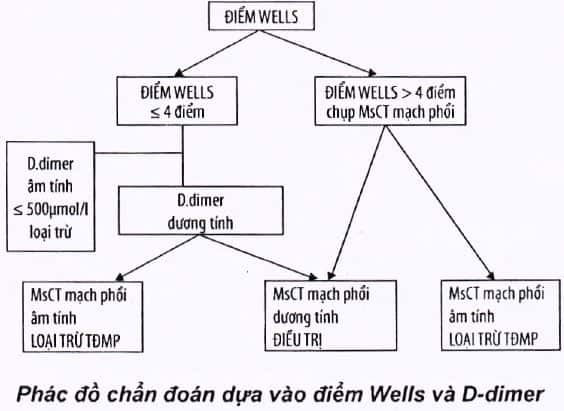 ĐIỂM WELLS
ĐIỂM WELLS
≤ 4 điểm
ĐIỂM WELLS > 4 điểm
chụp MsCT mạch phổi
D.dimer
ậm tính
≤ 500µmol/l
loại trừ
D.dimer
dương tính
MsCT mạch phổi
âm tính
LOẠI TRỪ TĐMP
MsCT mạch phổi
dương tính
ĐIỀU TRỊ
MsCT mạch phổi
âm tính
LOẠI TRỪ TĐMP
Phác đồ chẩn đoán dựa vào điểm Wells và D-dimer